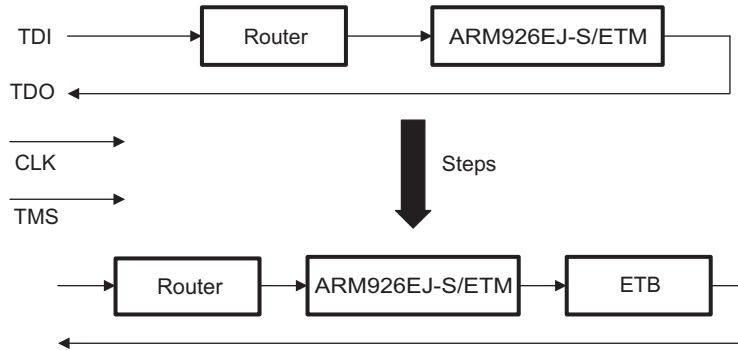 TDI
Router
ARM926EJ-S/ETM
TDO
CLK
Steps
TMS
Router
ARM926EJ-S/ETM
ETB